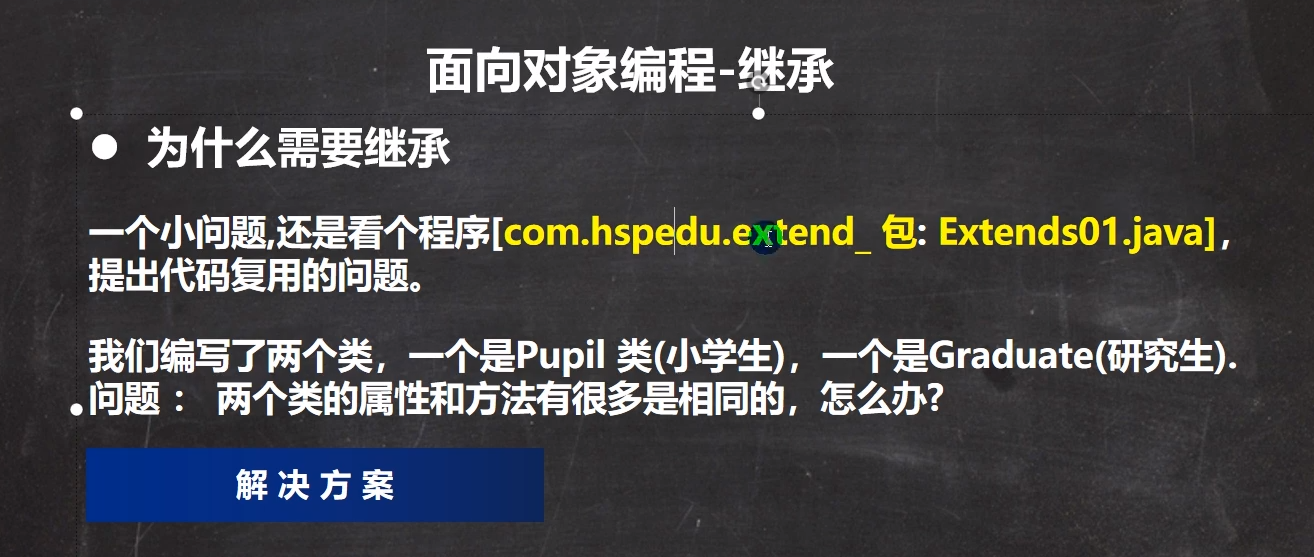 面向对象编程-继承
● 为什么需要继承
一个小问题,还是看个程序[com.hspedu.extend_ 包: Extends01.java]，
提出代码复用的问题。
我们编写了两个类，一个是Pupil 类(小学生)，一个是Graduate(研究生).
问题： 两个类的属性和方法有很多是相同的，怎么办?
解 决 方 案